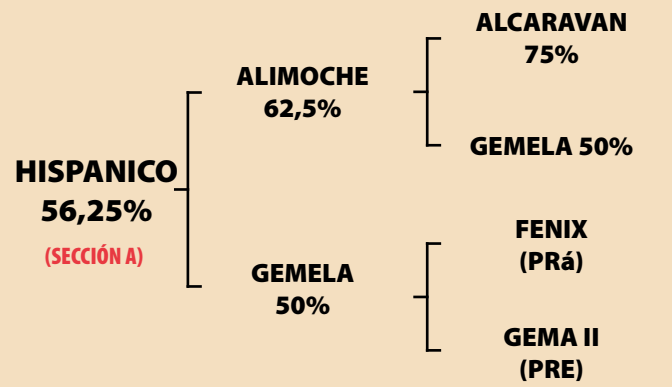 ALCARAVAN
75%
ALIMOCHE
62,5%
GEMELA 50%
HISPANICO
56,25%
(SECCIÓN A)
FENIX
(PRá)
GEMELA
50%
GEMA II
(PRE)